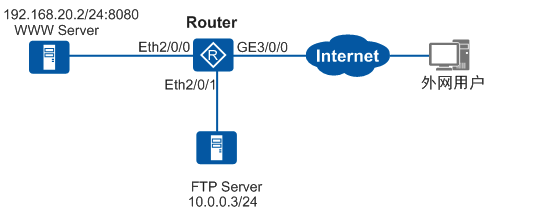 192.168.20.2/24:8080
WWW Server
Router
Eth2/0/0
GE3/0/0
R
Internet
Eth2/0/1
外网用户
FTP Server
10.0.0.3/24